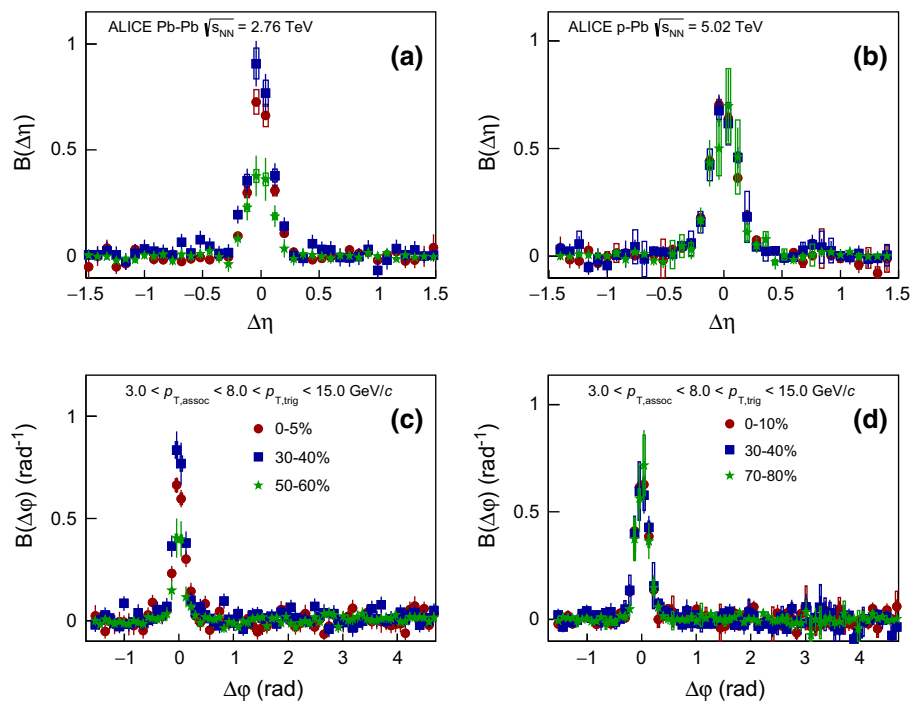 ALICE Pb-Pb √sNN = 2.76 TeV
(a)
B(Δη)
1
0.5
0
−1.5 −1 −0.5 0 0.5 1 1.5
Δη
ALICE p-Pb √sNN = 5.02 TeV
(b)
B(Δη)
1
0.5
0
−1 −0.5 0 0.5 1 1.5
Δη
3.0 < pT,assoc < 8.0 < pT,trig < 15.0 GeV/c
(c)
0-5%
30-40%
50-60%
B(Δφ) (rad-1)
1
0.5
0
−1 0 1 2 3 4
Δφ (rad)
3.0 < pT,assoc < 8.0 < pT,trig < 15.0 GeV/c
(d)
0-10%
30-40%
70-80%
B(Δφ) (rad-1)
1
0.5
0
−1 0 1 2 3 4
Δφ (rad)